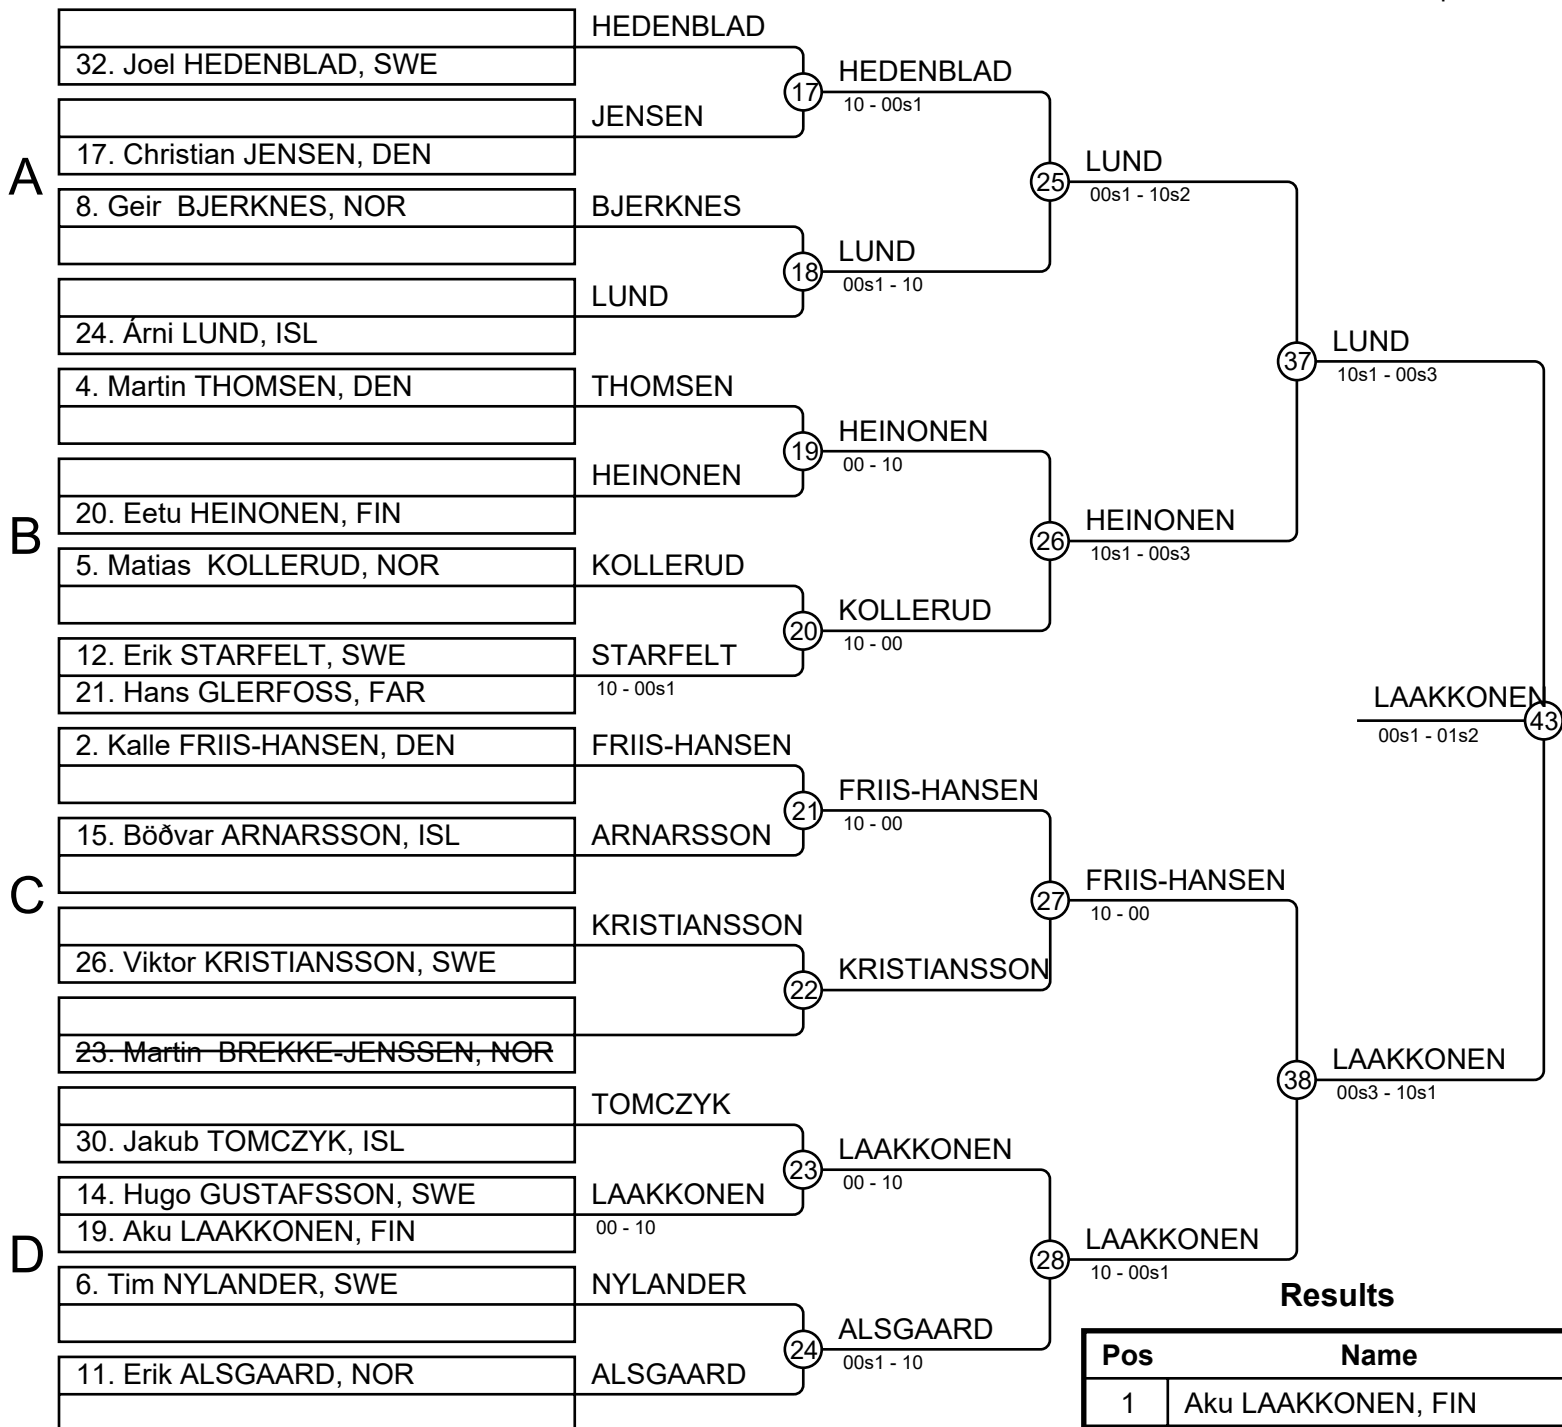 HEDENBLAD
32. Joel HEDENBLAD, SWE
17
HEDENBLAD
10 - 00s1
JENSEN
17. Christian JENSEN, DEN
A
25
LUND
00s1 - 10s2
8. Geir  BJERKNES, NOR
BJERKNES
18
LUND
00s1 - 10
LUND
24. Árni LUND, ISL
37
LUND
10s1 - 00s3
4. Martin THOMSEN, DEN
THOMSEN
19
HEINONEN
00 - 10
HEINONEN
20. Eetu HEINONEN, FIN
B
26
HEINONEN
10s1 - 00s3
5. Matias  KOLLERUD, NOR
KOLLERUD
20
KOLLERUD
10 - 00
12. Erik STARFELT, SWE
STARFELT
21. Hans GLERFOSS, FAR
10 - 00s1
LAAKKONEN
43
00s1 - 01s2
2. Kalle FRIIS-HANSEN, DEN
FRIIS-HANSEN
21
FRIIS-HANSEN
10 - 00
15. Böðvar ARNARSSON, ISL
ARNARSSON
C
27
FRIIS-HANSEN
10 - 00
KRISTIANSSON
26. Viktor KRISTIANSSON, SWE
22
KRISTIANSSON
23. Martin  BREKKE-JENSSEN, NOR
38
LAAKKONEN
00s3 - 10s1
TOMCZYK
30. Jakub TOMCZYK, ISL
23
LAAKKONEN
00 - 10
14. Hugo GUSTAFSSON, SWE
LAAKKONEN
19. Aku LAAKKONEN, FIN
00 - 10
D
28
LAAKKONEN
10 - 00s1
6. Tim NYLANDER, SWE
NYLANDER
24
ALSGAARD
00s1 - 10
11. Erik ALSGAARD, NOR
ALSGAARD
Results
Pos Name
1 Aku LAAKKONEN, FIN